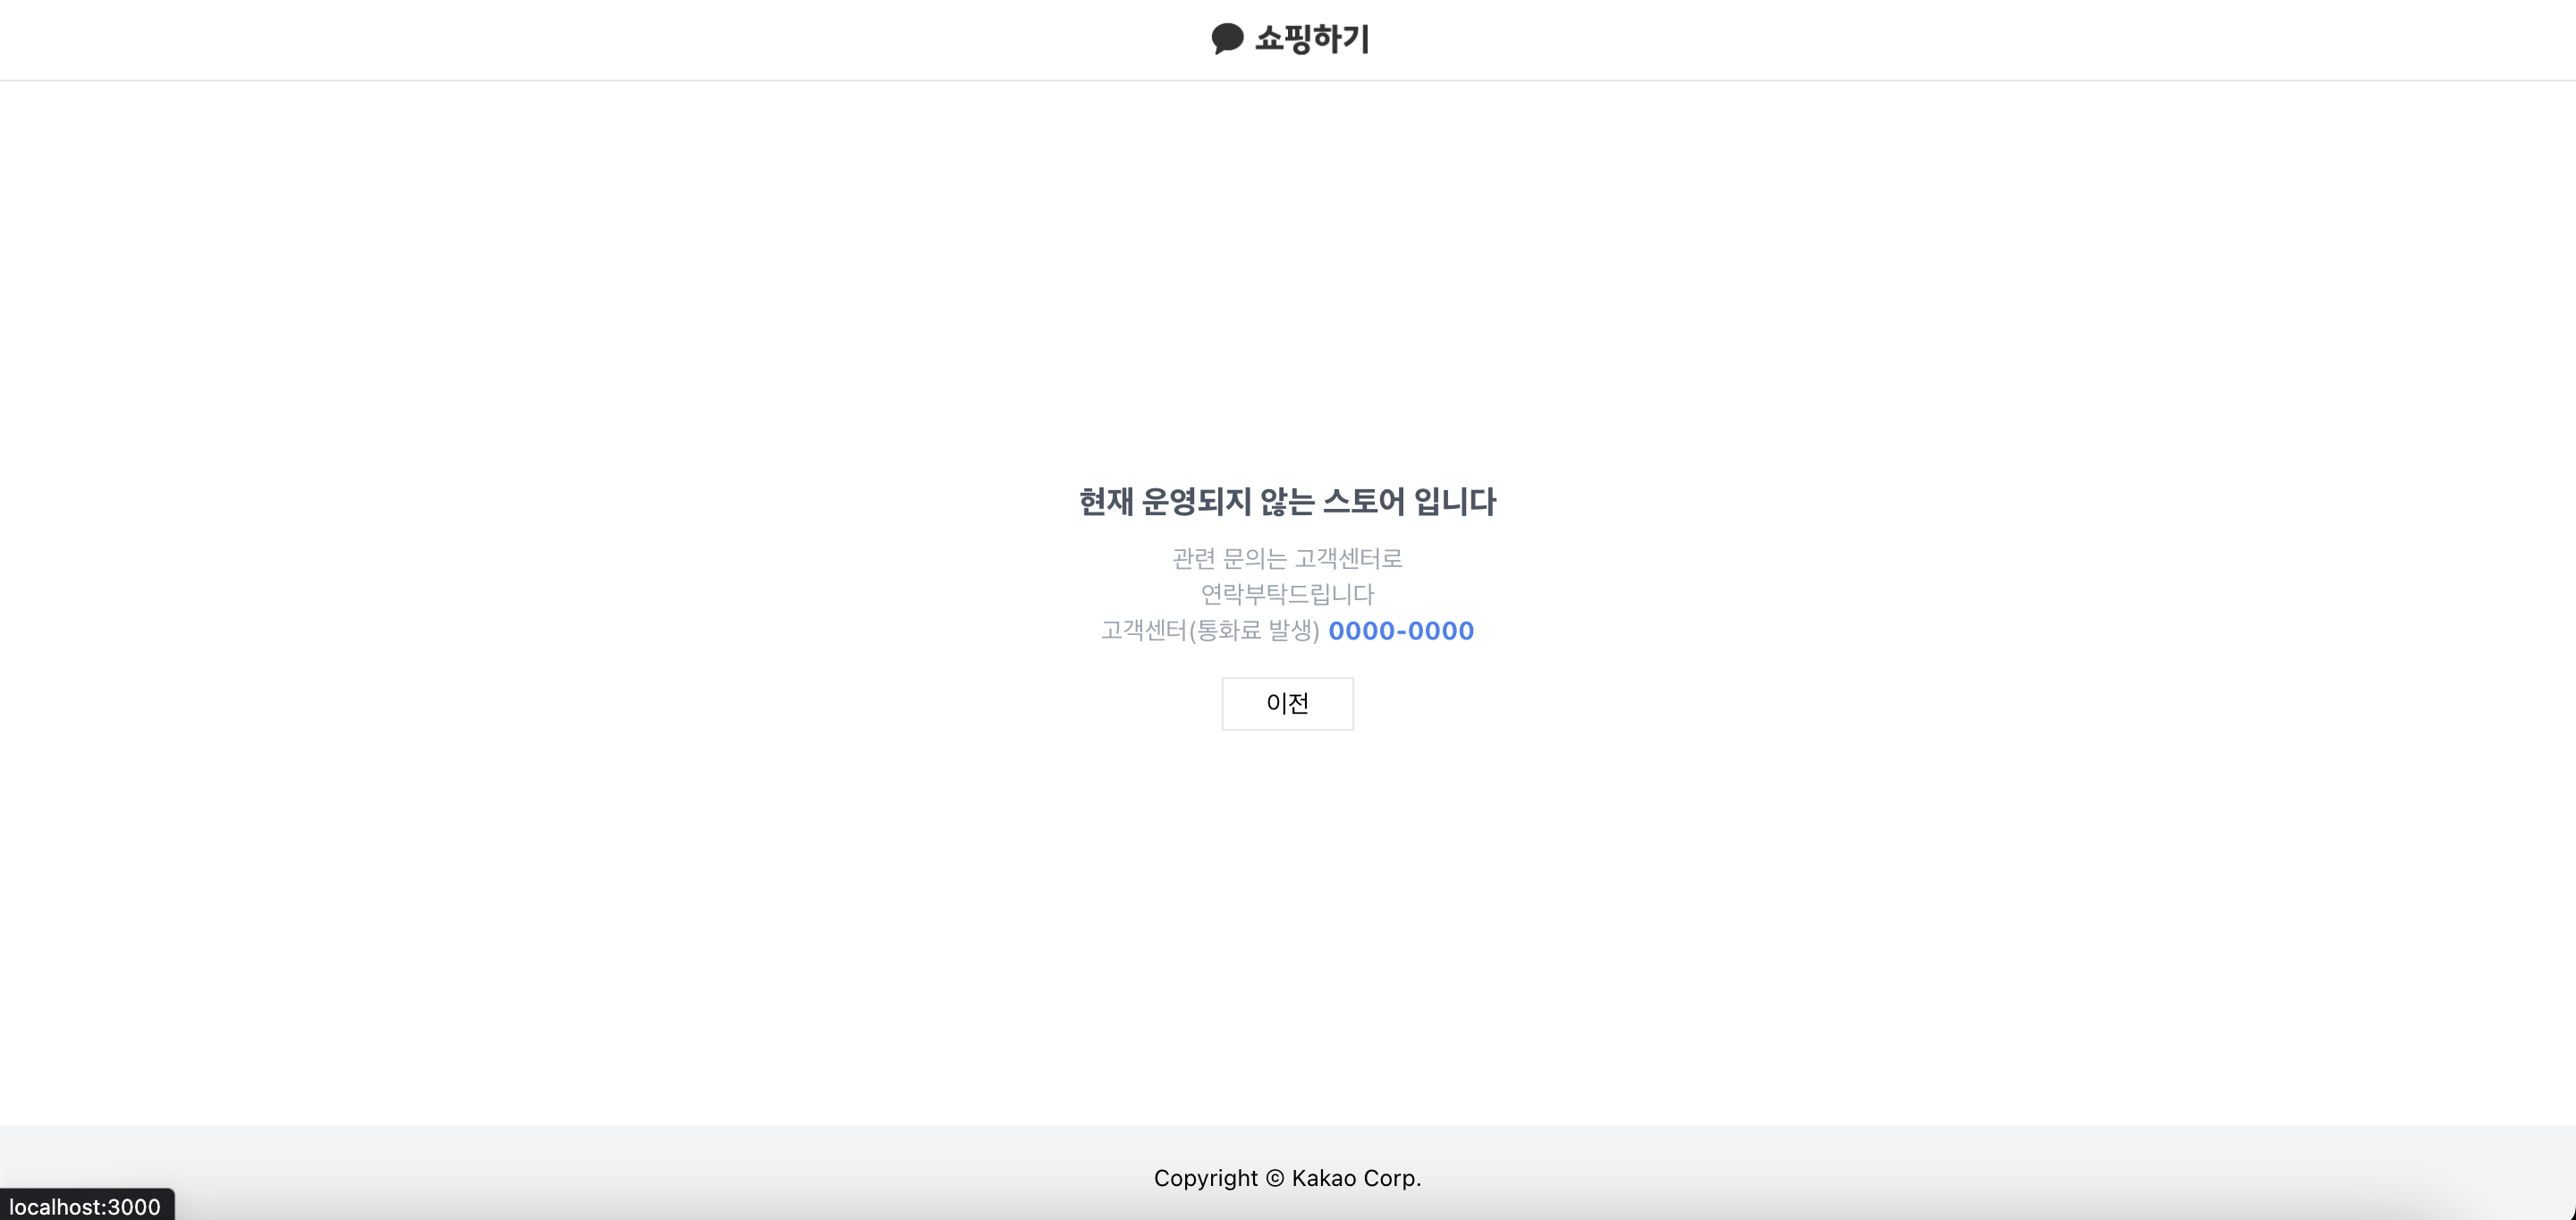 쇼핑하기
현재 운영되지 않는 스토어 입니다
관련 문의는 고객센터로
연락부탁드립니다
고객센터(통화료 발생) 0000-0000
이전
Copyright © Kakao Corp.
localhost:3000